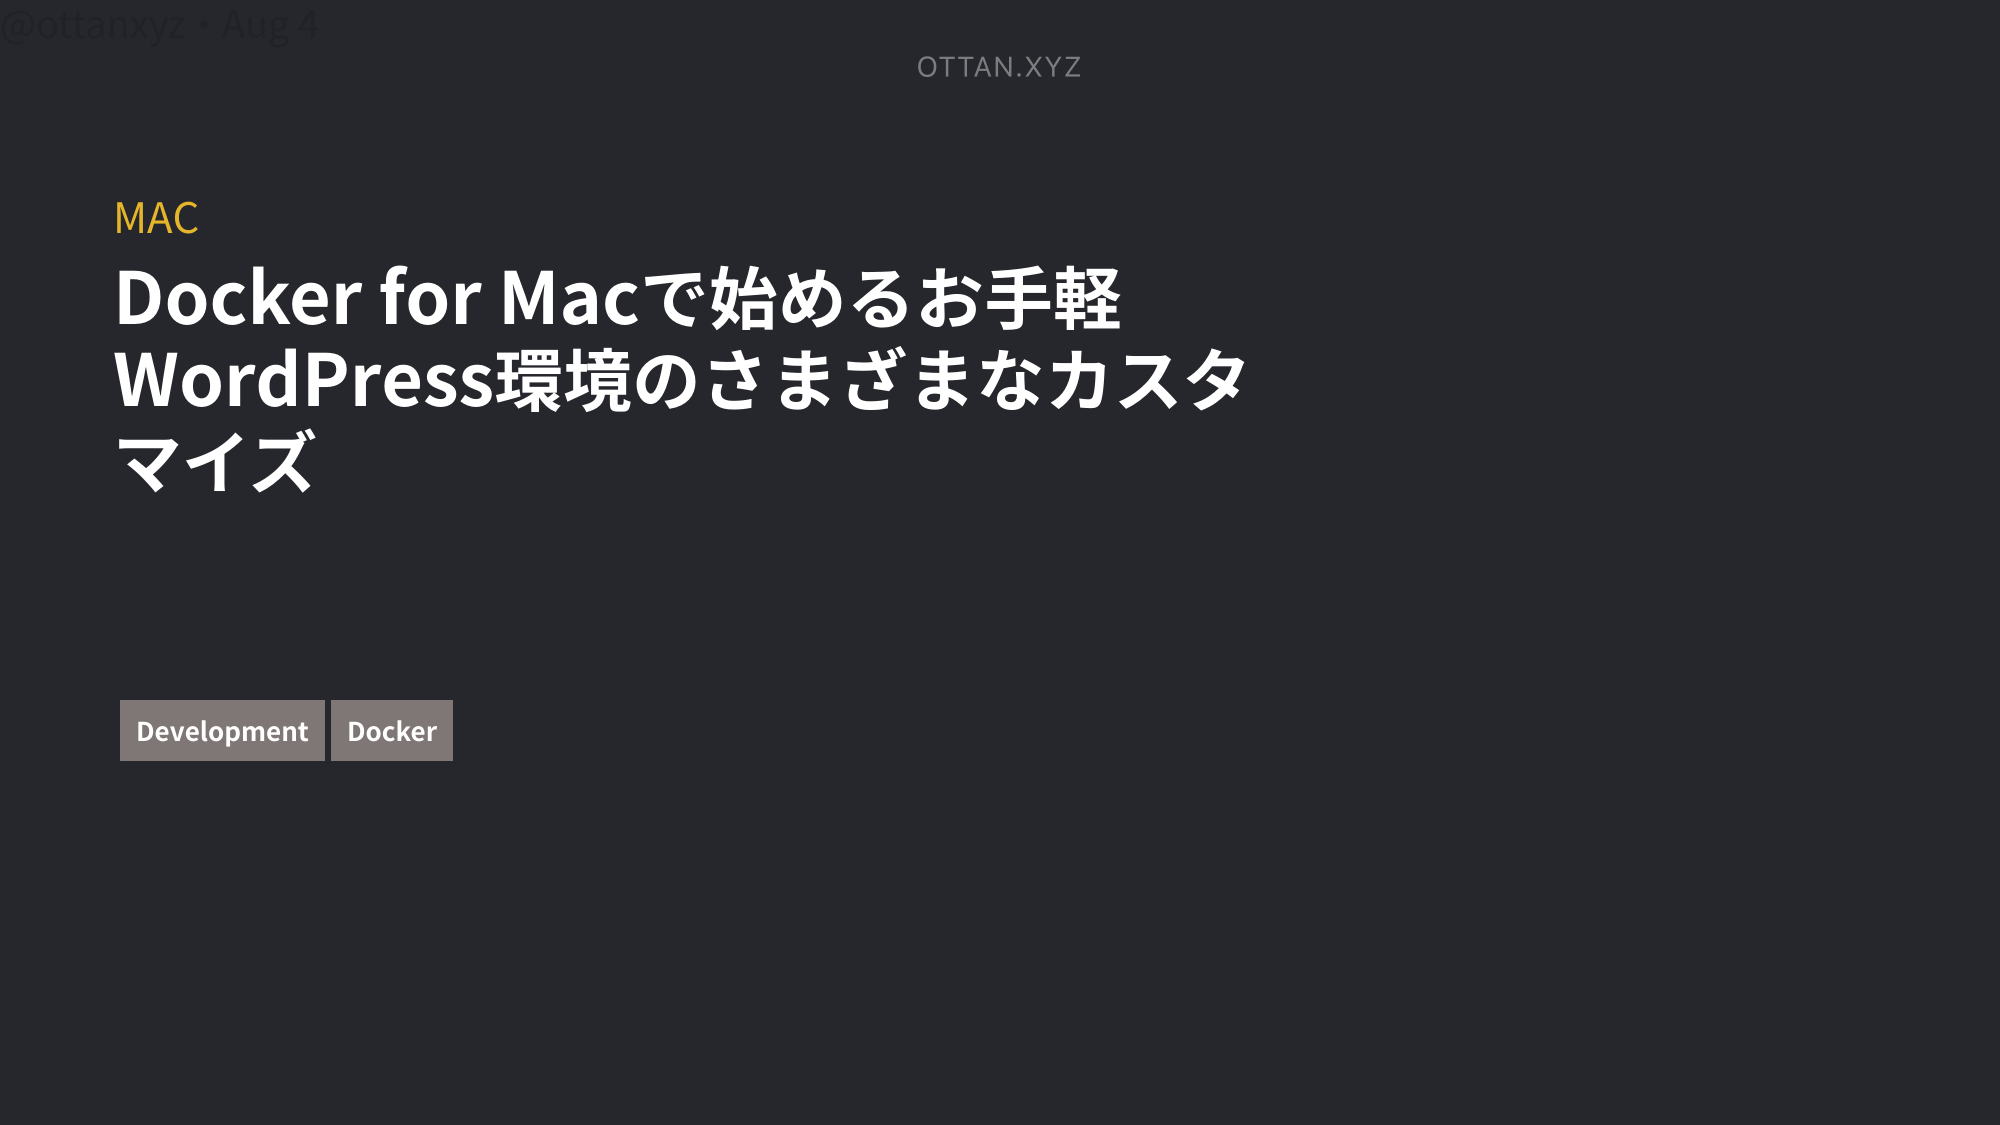 @ottanxyz・Aug 4
OTTAN.XYZ
MAC
Docker for Macで始めるお手軽
WordPress環境のさまざまなカスタ
マイズ
Development Docker